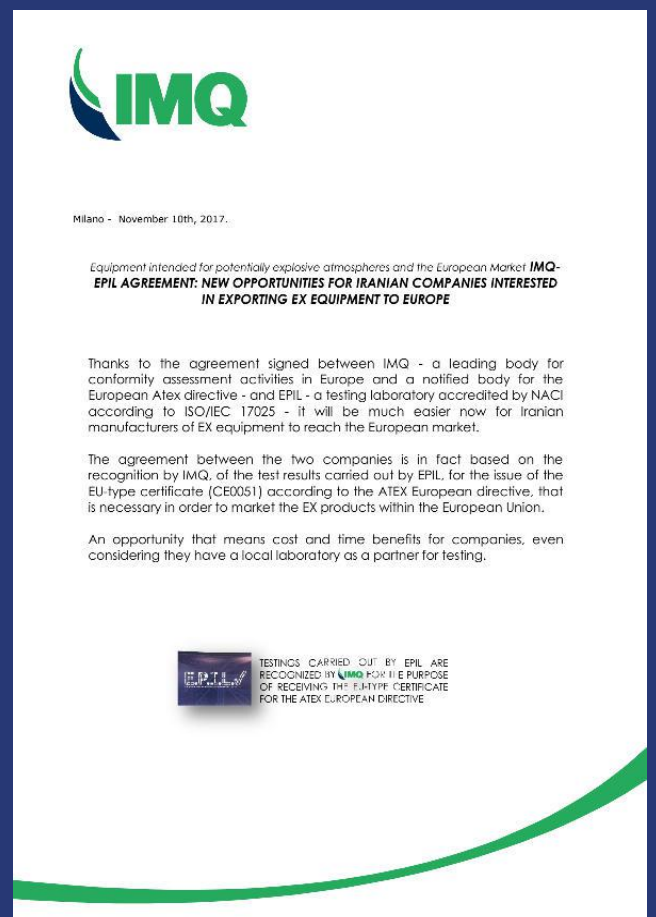 IMQ
Milano - November 10th, 2017.
Equipment intended for potentially explosive atmospheres and the European Market IMQ-
EPIL AGREEMENT: NEW OPPORTUNITIES FOR IRANIAN COMPANIES INTERESTED
IN EXPORTING EX EQUIPMENT TO EUROPE
Thanks to the agreement signed between IMQ - a leading body for
conformity assessment activities in Europe and a notified body for the
European Atex directive - and EPIL - a testing laboratory accredited by NACI
according to ISO/IEC 17025 - it will be much easier now for Iranian
manufacturers of EX equipment to reach the European market.
The agreement between the two companies is in fact based on the
recognition by IMQ, of the test results carried out by EPIL, for the issue of the
EU-type certificate (CE0051) according to the ATEX European directive, that
is necessary in order to market the EX products within the European Union.
An opportunity that means cost and time benefits for companies, even
considering they have a local laboratory as a partner for testing.
E.P.I.L.
TESTINGS CARRIED OUT BY EPIL ARE
RECOGNIZED BY IMQ FOR THE PURPOSE
OF RECEIVING THE EU-TYPE CERTIFICATE
FOR THE ATEX EUROPEAN DIRECTIVE